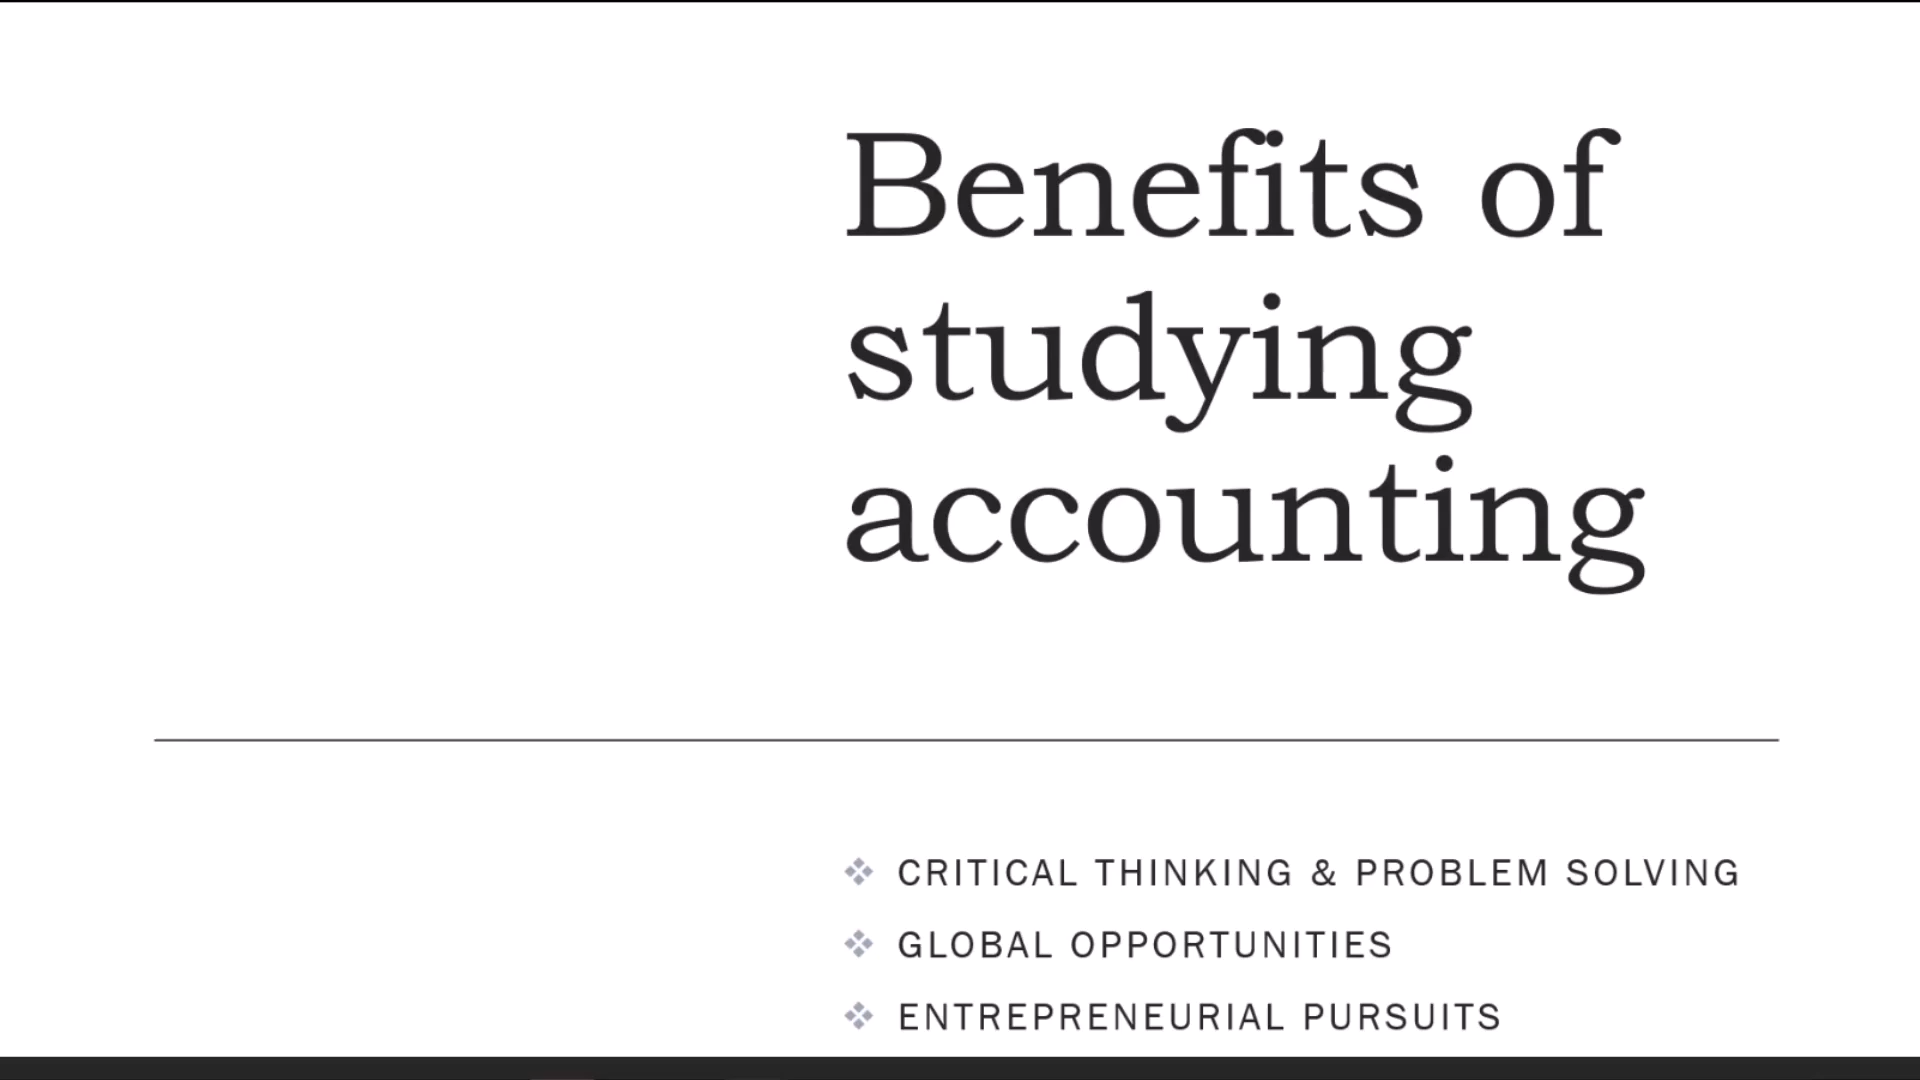 Benefits of
studying
accounting
❖ CRITICAL THINKING & PROBLEM SOLVING
❖ GLOBAL OPPORTUNITIES
❖ ENTREPRENEURIAL PURSUITS